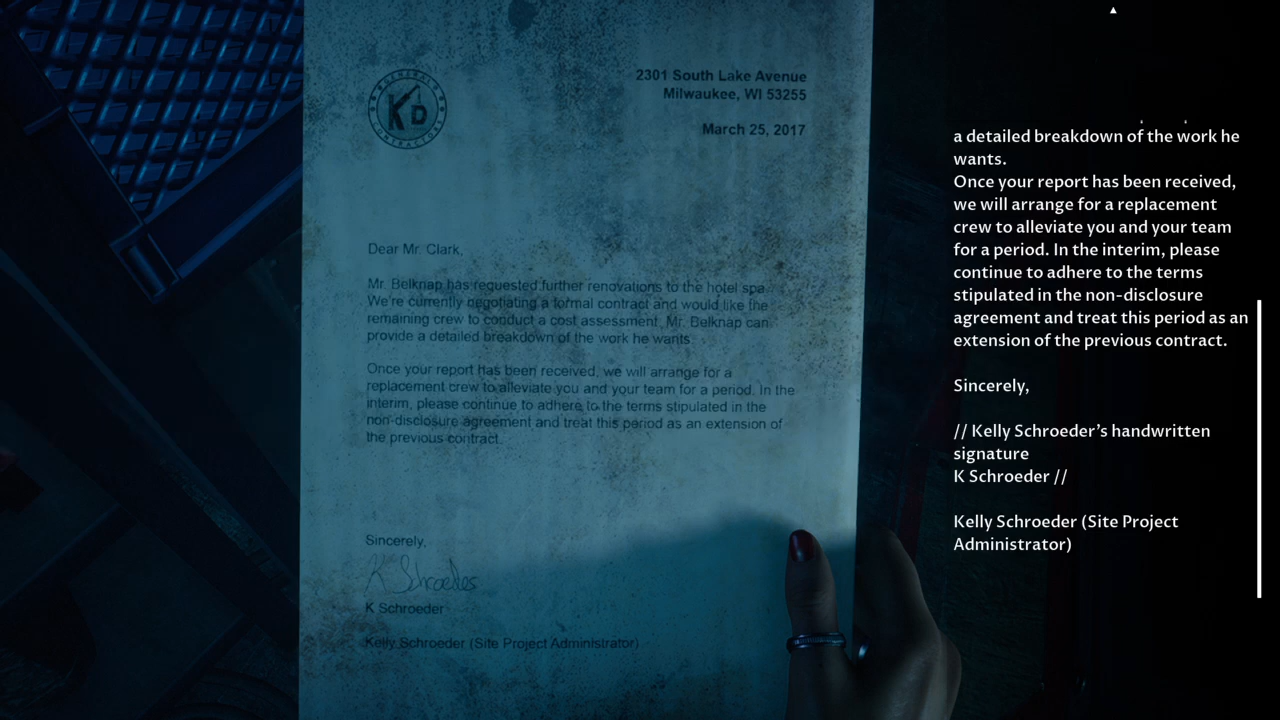 GENERAL
KD
CONTRACTORS
2301 South Lake Avenue
Milwaukee, WI 53255
March 25, 2017
Dear Mr. Clark,
Mr. Belknap has requested further renovations to the hotel spa.
We're currently negotiating a formal contract and would like the
remaining crew to conduct a cost assessment. Mr. Belknap can
provide a detailed breakdown of the work he wants.
Once your report has been received, we will arrange for a
replacement crew to alleviate you and your team for a period. In the
interim, please continue to adhere to the terms stipulated in the
non-disclosure agreement and treat this period as an extension of
the previous contract.
Sincerely,
K Schroeder
K Schroeder
Kelly Schroeder (Site Project Administrator)
a detailed breakdown of the work he
wants.
Once your report has been received,
we will arrange for a replacement
crew to alleviate you and your team
for a period. In the interim, please
continue to adhere to the terms
stipulated in the non-disclosure
agreement and treat this period as an
extension of the previous contract.
Sincerely,
// Kelly Schroeder’s handwritten
signature
K Schroeder //
Kelly Schroeder (Site Project
Administrator)